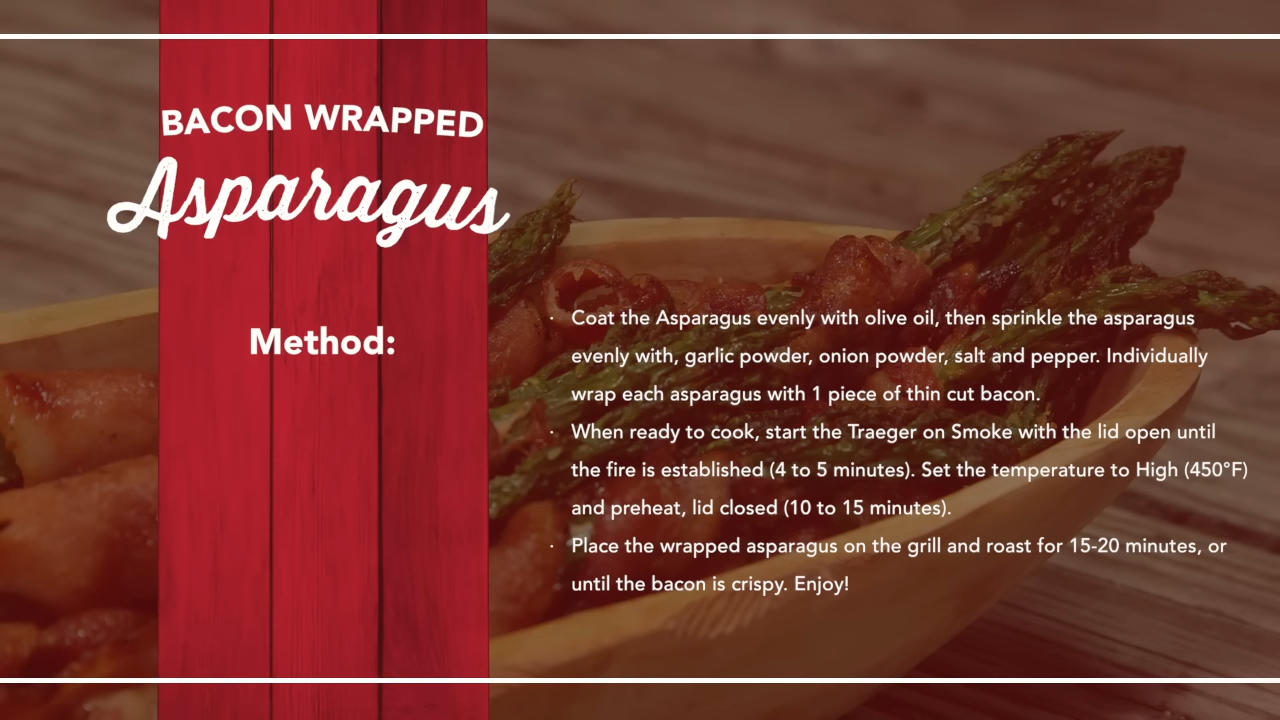 BACON WRAPPED
Asparagus
Method:
· Coat the Asparagus evenly with olive oil, then sprinkle the asparagus
evenly with, garlic powder, onion powder, salt and pepper. Individually
wrap each asparagus with 1 piece of thin cut bacon.
· When ready to cook, start the Traeger on Smoke with the lid open until
the fire is established (4 to 5 minutes). Set the temperature to High (450°F)
and preheat, lid closed (10 to 15 minutes).
· Place the wrapped asparagus on the grill and roast for 15-20 minutes, or
until the bacon is crispy. Enjoy!